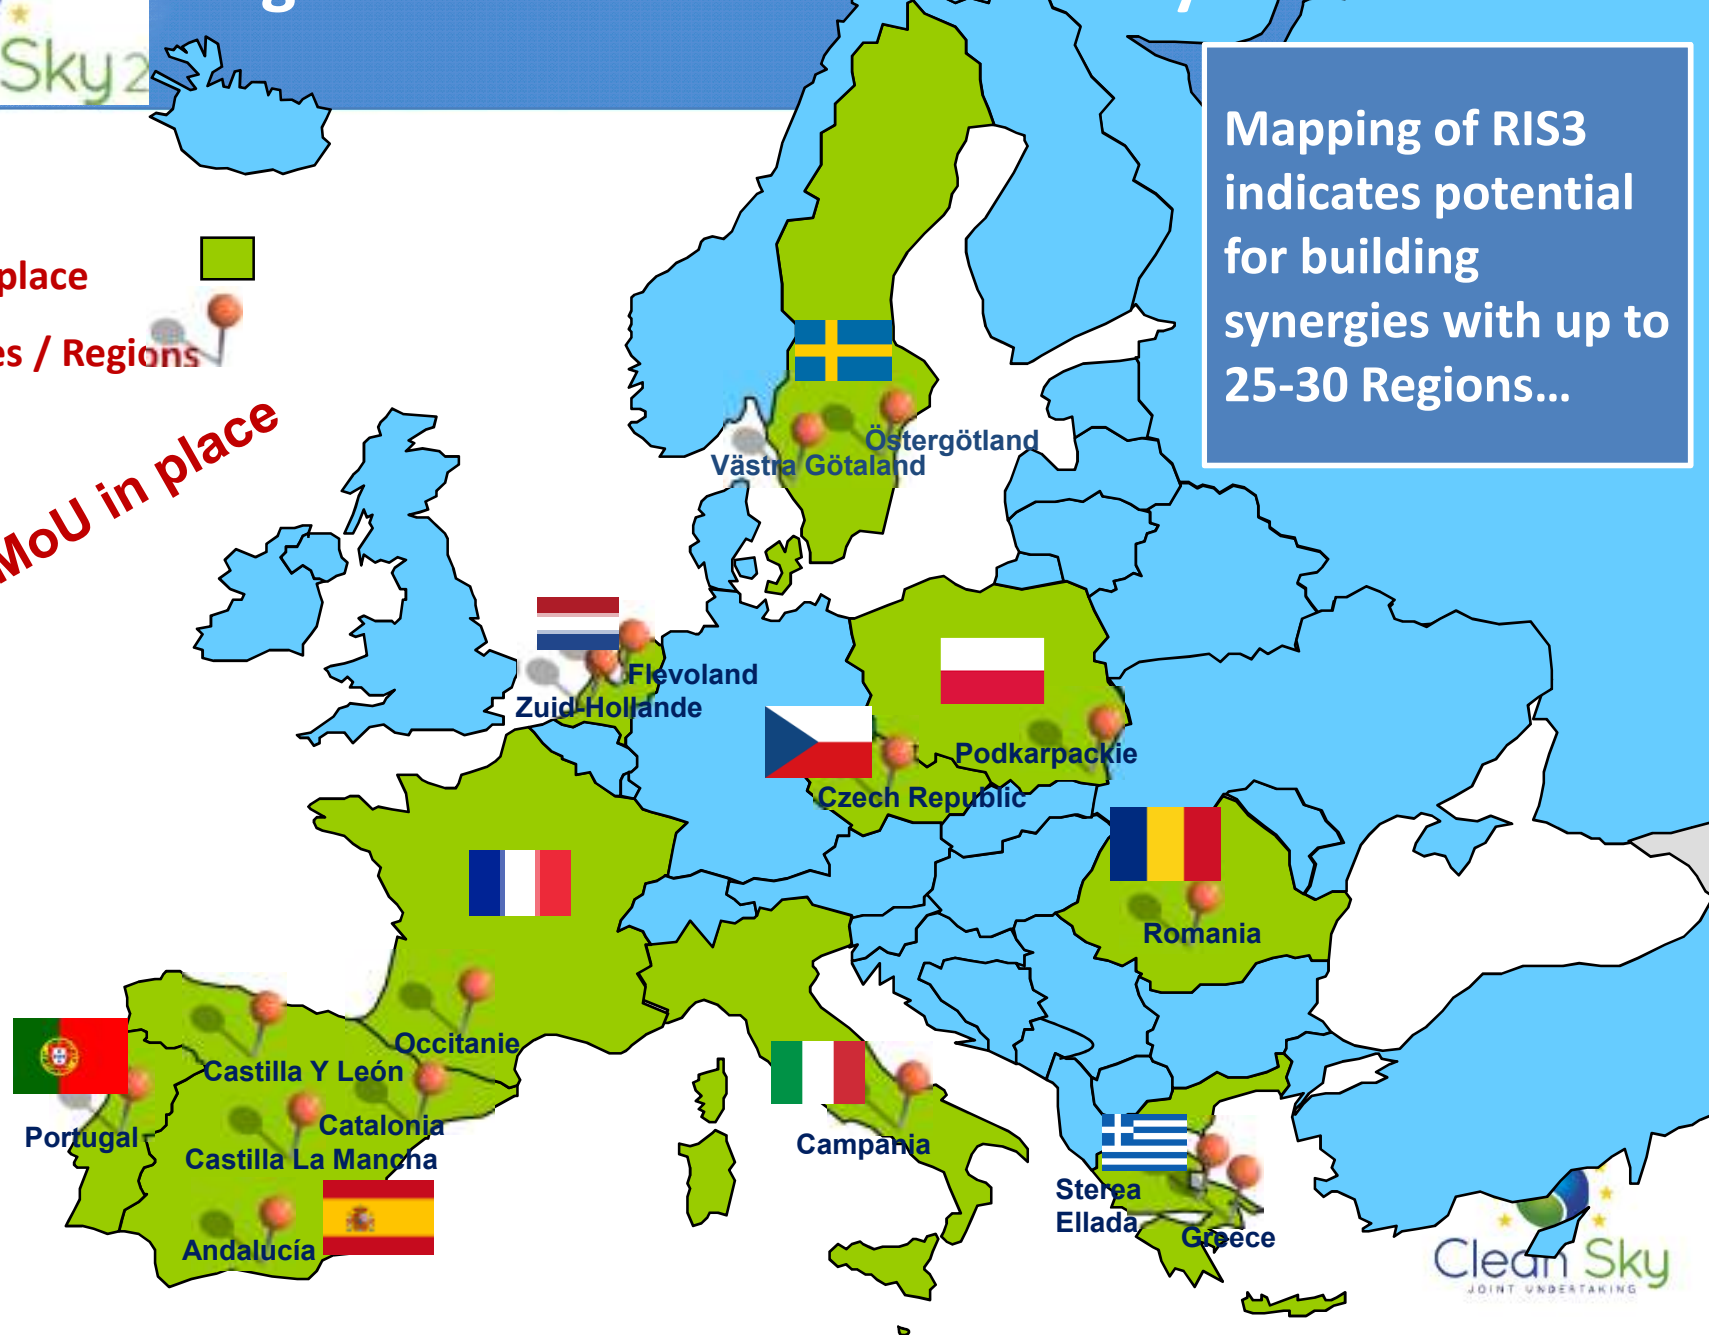 Sky2
Mapping of RIS3
indicates potential
for building
synergies with up to
25-30 Regions...
place
es / Regions
MoU in place
Östergötland
Västra Götaland
Flevoland
Zuid-Hollande
Podkarpackie
Czech Republic
Romania
Occitanie
Castilla Y León
Catalonia
Portugal
Castilla La Mancha
Campania
Sterea
Ellada
Greece
Andalucía
Clean Sky
JOINT UNDERTAKING